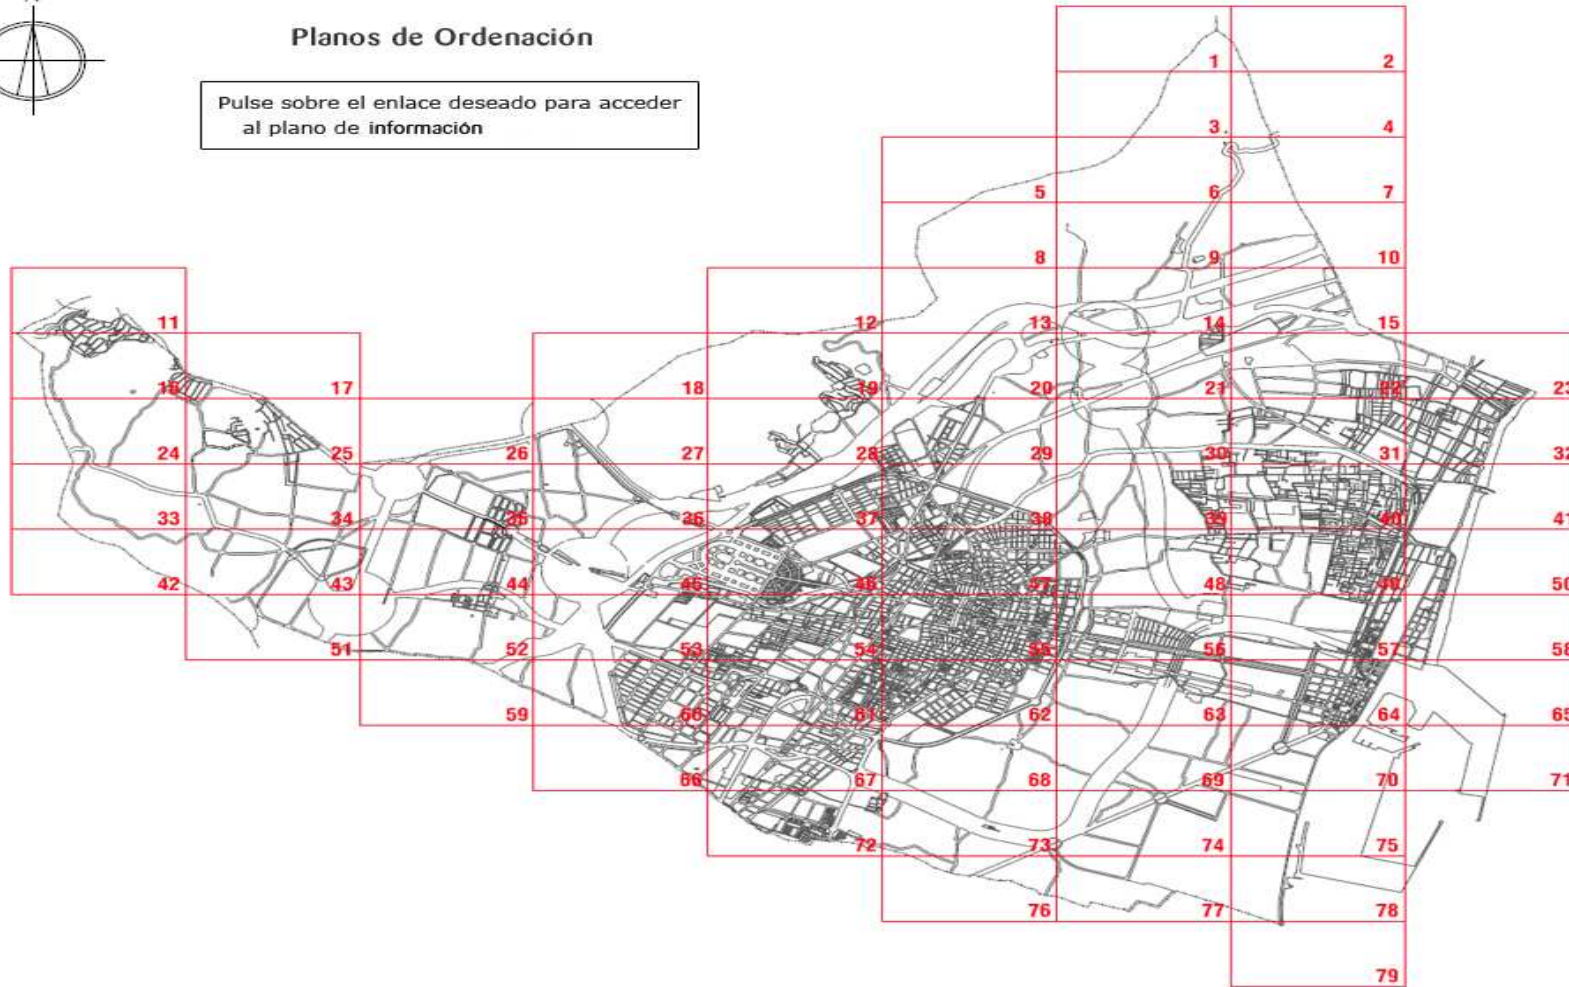 Planos de Ordenación
Pulse sobre el enlace deseado para acceder
al plano de información
1 2
3 4
5 6 7
8 9 10
11 12 13 14 15
16 17 18 19 20 21 22 23
24 25 26 27 28 29 30 31 32
33 34 35 36 37 38 39 40 41
42 43 44 45 46 47 48 49 50
51 52 53 54 55 56 57 58
59 60 61 62 63 64 65
66 67 68 69 70 71
72 73 74 75
76 77 78
79